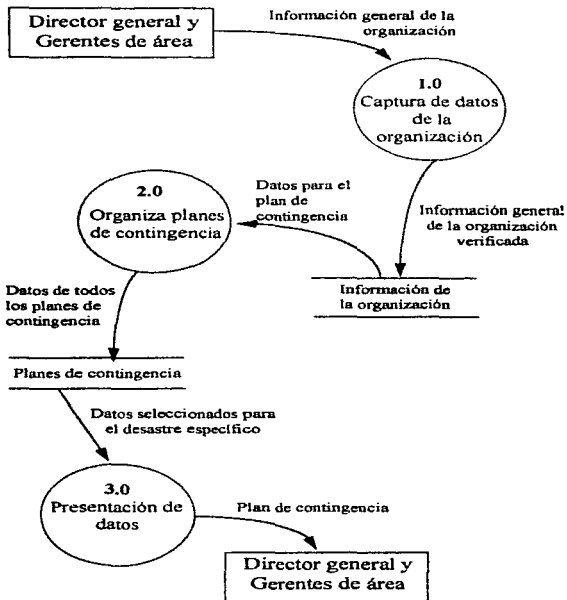 Director general y
Gerentes de área
Información general de la
organización
1.0
Captura de datos
de la
organización
2.0
Organiza planes
de contingencia
Datos para el
plan de
contingencia
Información general
de la organización
verificada
Información de
la organización
Datos de todos
los planes de
contingencia
Planes de contingencia
Datos seleccionados para
el desastre específico
3.0
Presentación de
datos
Plan de contingencia
Director general y
Gerentes de área